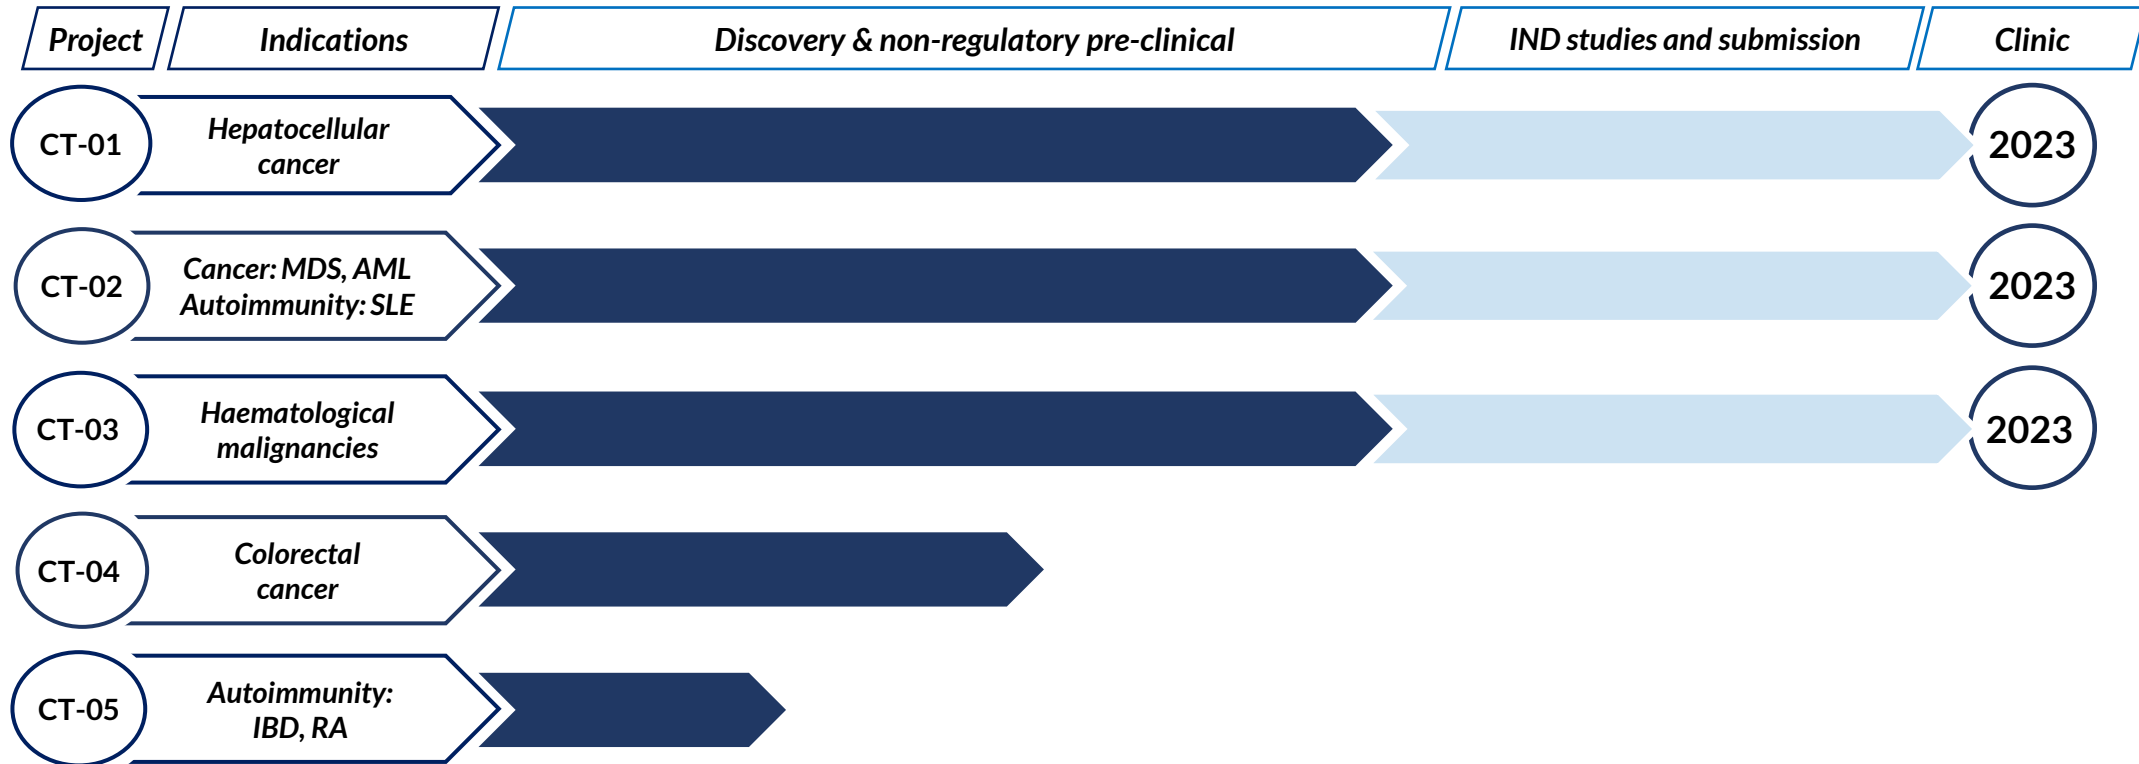 Project
Indications
Discovery & non-regulatory pre-clinical
IND studies and submission
Clinic
CT-01
Hepatocellular
cancer
2023
CT-02
Cancer: MDS, AML
Autoimmunity: SLE
2023
CT-03
Haematological
malignancies
2023
CT-04
Colorectal
cancer
CT-05
Autoimmunity:
IBD, RA